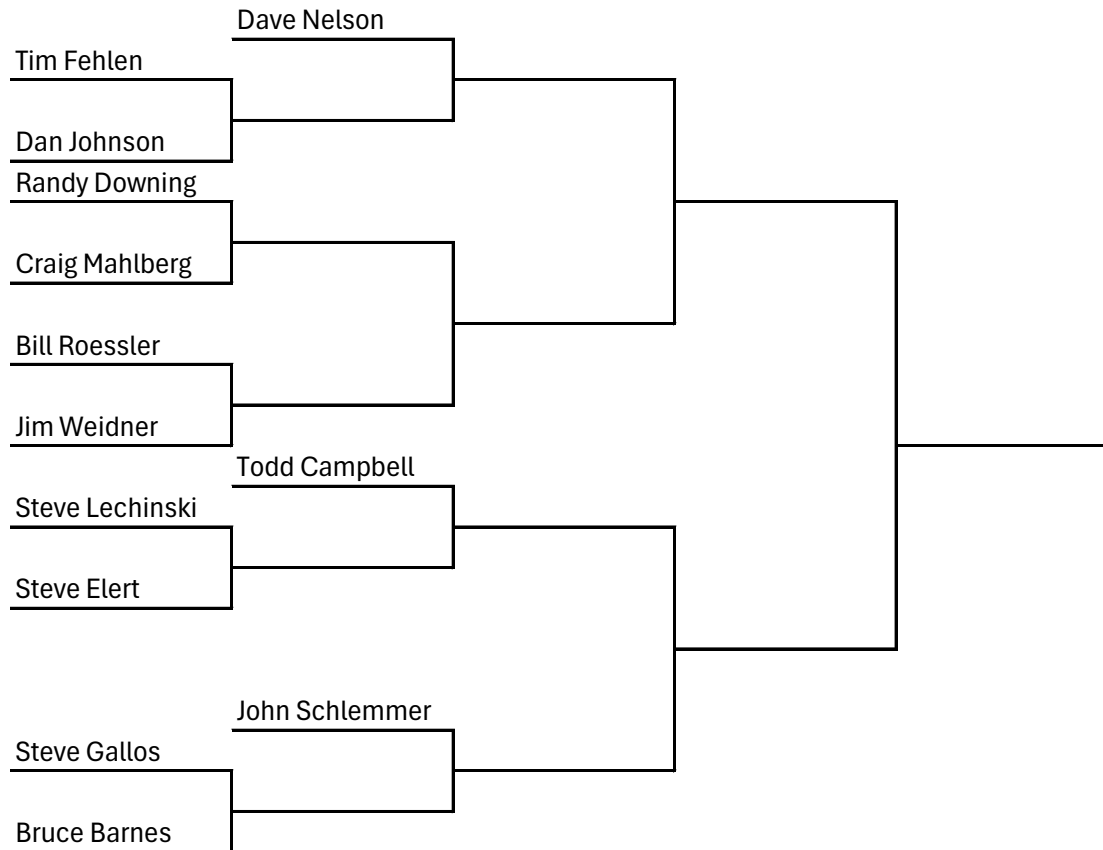 Dave Nelson
Tim Fehlen
Dan Johnson
Randy Downing
Craig Mahlberg
Bill Roessler
Jim Weidner
Todd Campbell
Steve Lechinski
Steve Elert
John Schlemmer
Steve Gallos
Bruce Barnes